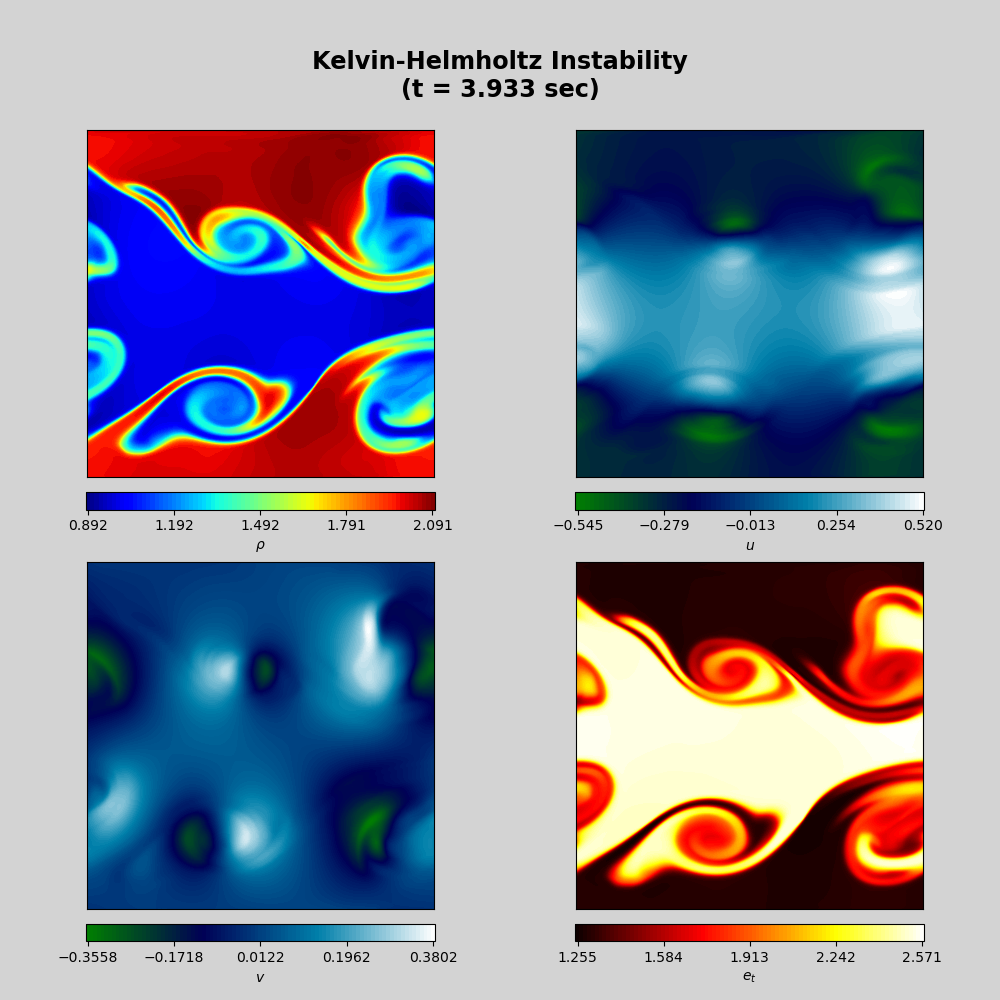 Kelvin-Helmholtz Instability
(t = 3.933 sec)
0.892 1.192 1.492 1.791 2.091
ρ
−0.545 −0.279 −0.013 0.254 0.520
u
−0.3558 −0.1718 0.0122 0.1962 0.3802
v
1.255 1.584 1.913 2.242 2.571
e_t